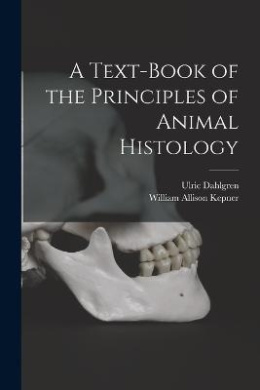 A Text-Book of
the Principles of
Animal
Histology
Ulric Dahlgren
William Allison Kepner